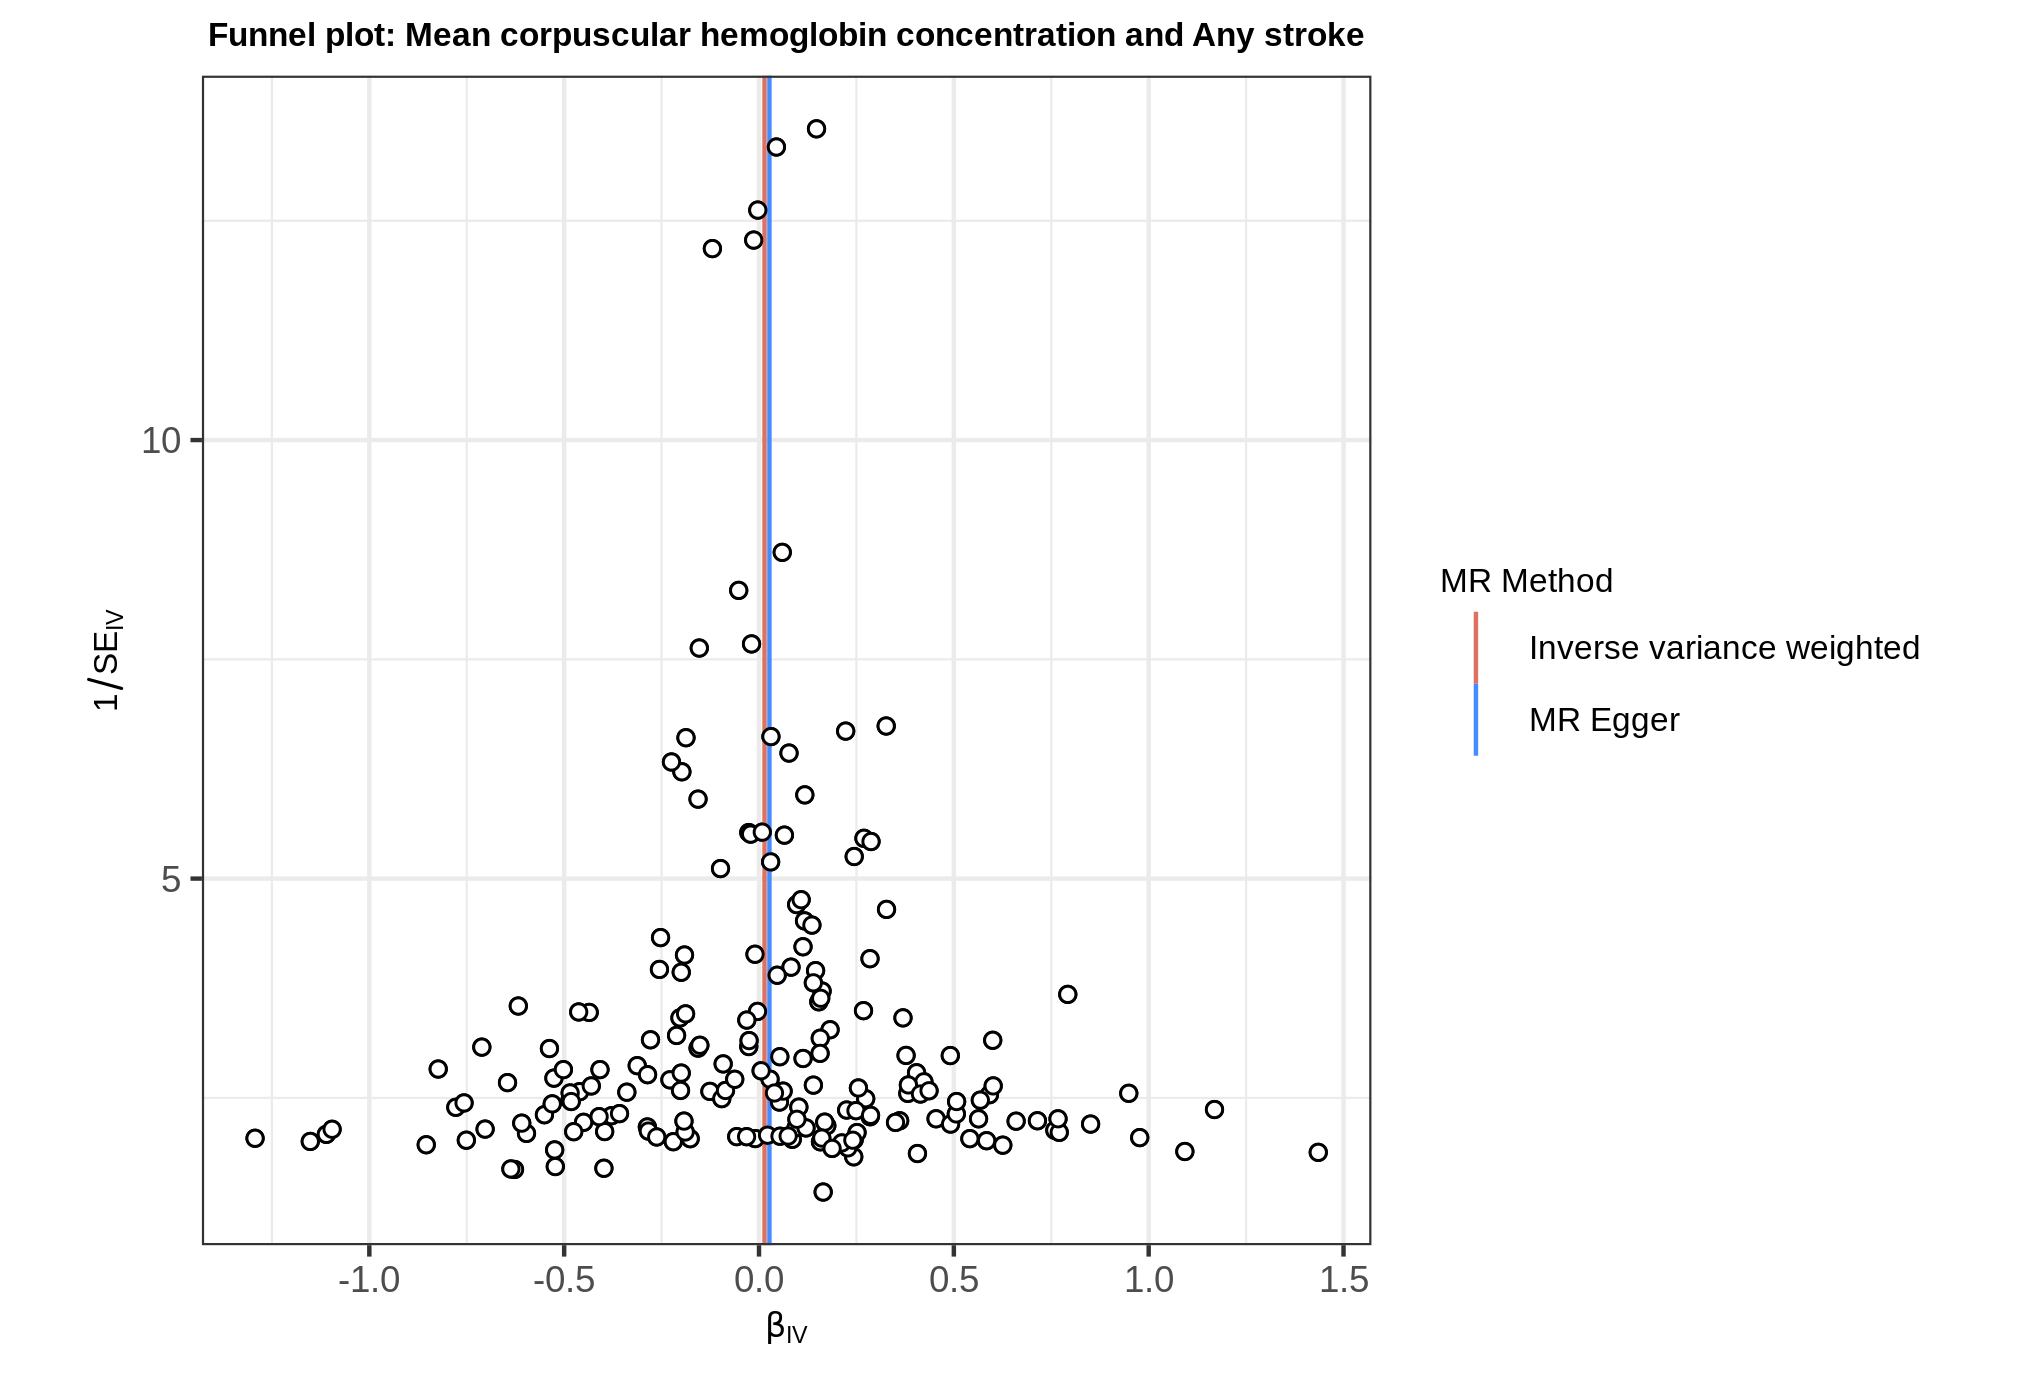 Funnel plot: Mean corpuscular hemoglobin concentration and Any stroke
10
5
1/SE_IV
-1.0 -0.5 0.0 0.5 1.0 1.5
β_IV
MR Method
Inverse variance weighted
MR Egger